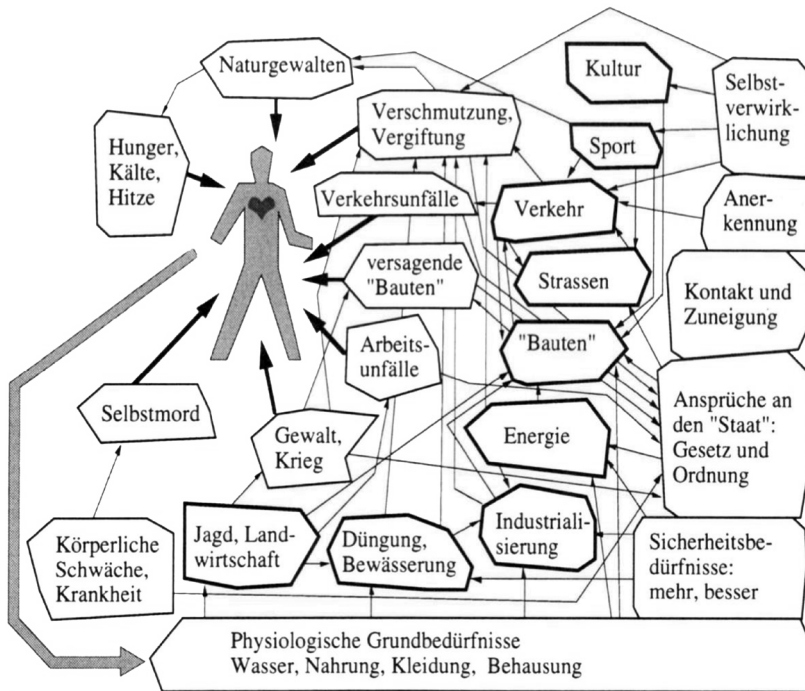 Naturgewalten
Kultur
Selbst-
verwirk-
lichung
Verschmutzung,
Vergiftung
Sport
Hunger,
Kälte,
Hitze
Verkehrsunfälle
Verkehr
Aner-
kennung
versagende
"Bauten"
Strassen
Kontakt und
Zuneigung
"Bauten"
Arbeits-
unfälle
Selbstmord
Ansprüche an
den "Staat":
Gesetz und
Ordnung
Gewalt,
Krieg
Energie
Jagd, Land-
wirtschaft
Düngung,
Bewässerung
Industriali-
sierung
Körperliche
Schwäche,
Krankheit
Sicherheitsbe-
dürfnisse:
mehr, besser
Physiologische Grundbedürfnisse
Wasser, Nahrung, Kleidung, Behausung